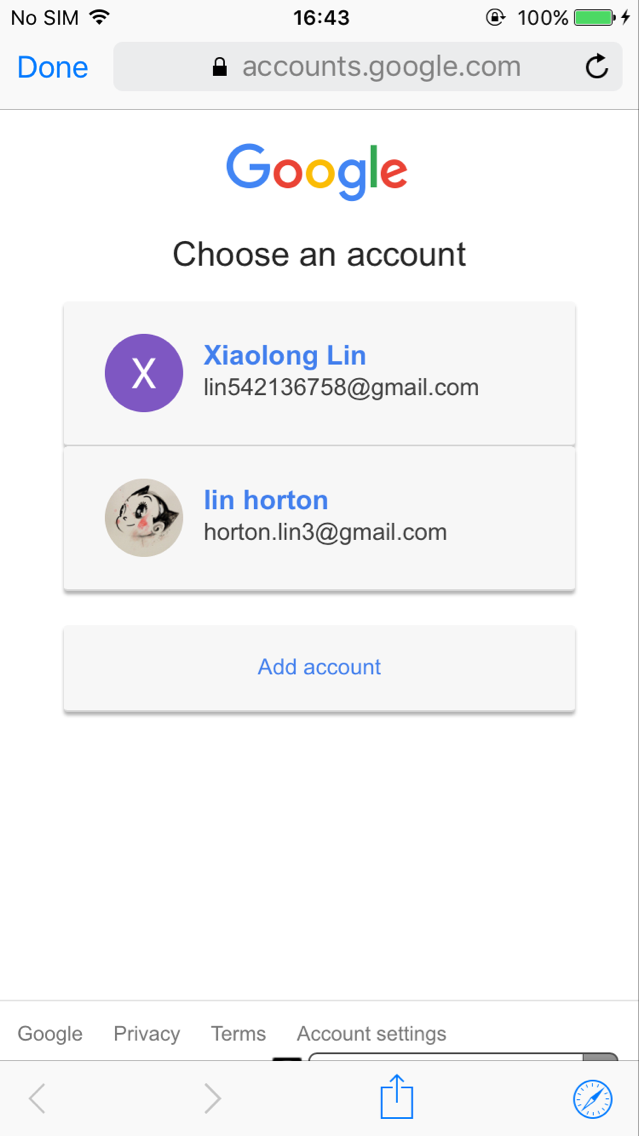 No SIM 16:43 100%
Done accounts.google.com
Google
Choose an account
X
Xiaolong Lin
lin542136758@gmail.com
lin horton
horton.lin3@gmail.com
Add account
Google Privacy Terms Account settings